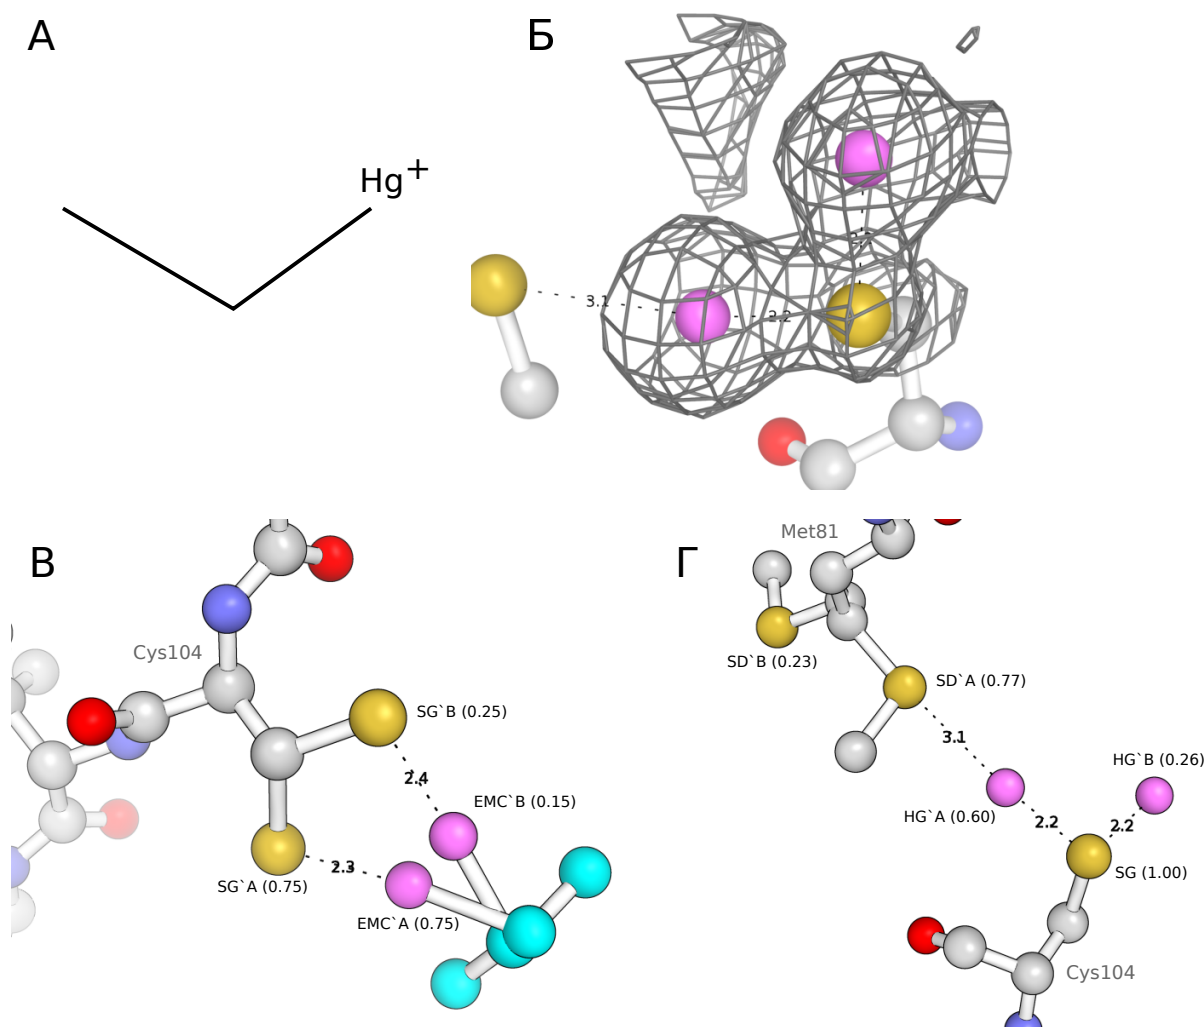 А
Hg+
Б
3.1
2.2
В
Cys104
SG`B (0.25)
2.4
EMC`B (0.15)
2.3
SG`A (0.75)
EMC`A (0.75)
Г
Met81
SD`B (0.23)
SD`A (0.77)
3.1
HG`B (0.26)
HG`A (0.60)
2.2
2.2
SG (1.00)
Cys104